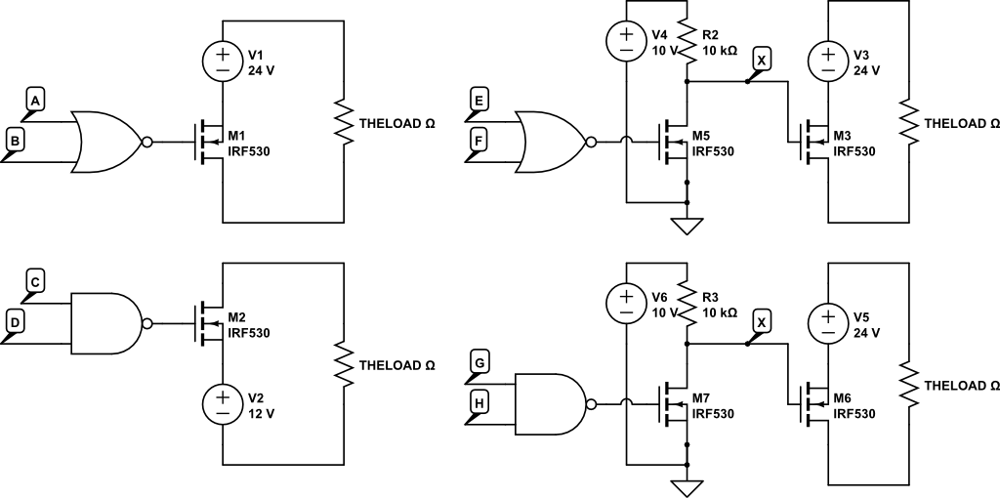 A
B
V1
24 V
M1
IRF530
THELOAD Ω
E
F
V4
10 V
R2
10 kΩ
X
M5
IRF530
V3
24 V
M3
IRF530
THELOAD Ω
C
D
M2
IRF530
V2
12 V
THELOAD Ω
G
H
V6
10 V
R3
10 kΩ
X
M7
IRF530
V5
24 V
M6
IRF530
THELOAD Ω